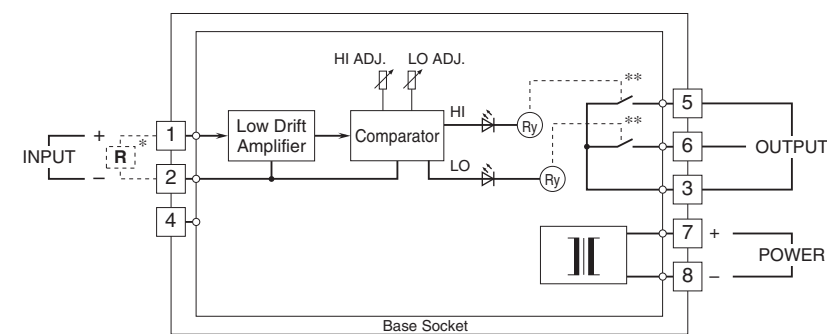 HI ADJ. LO ADJ.
**
HI
Ry
5
+
1
*
Low Drift
Amplifier
Comparator
**
INPUT
R
6
OUTPUT
–
2
LO
Ry
3
4
7
+
POWER
8
–
Base Socket